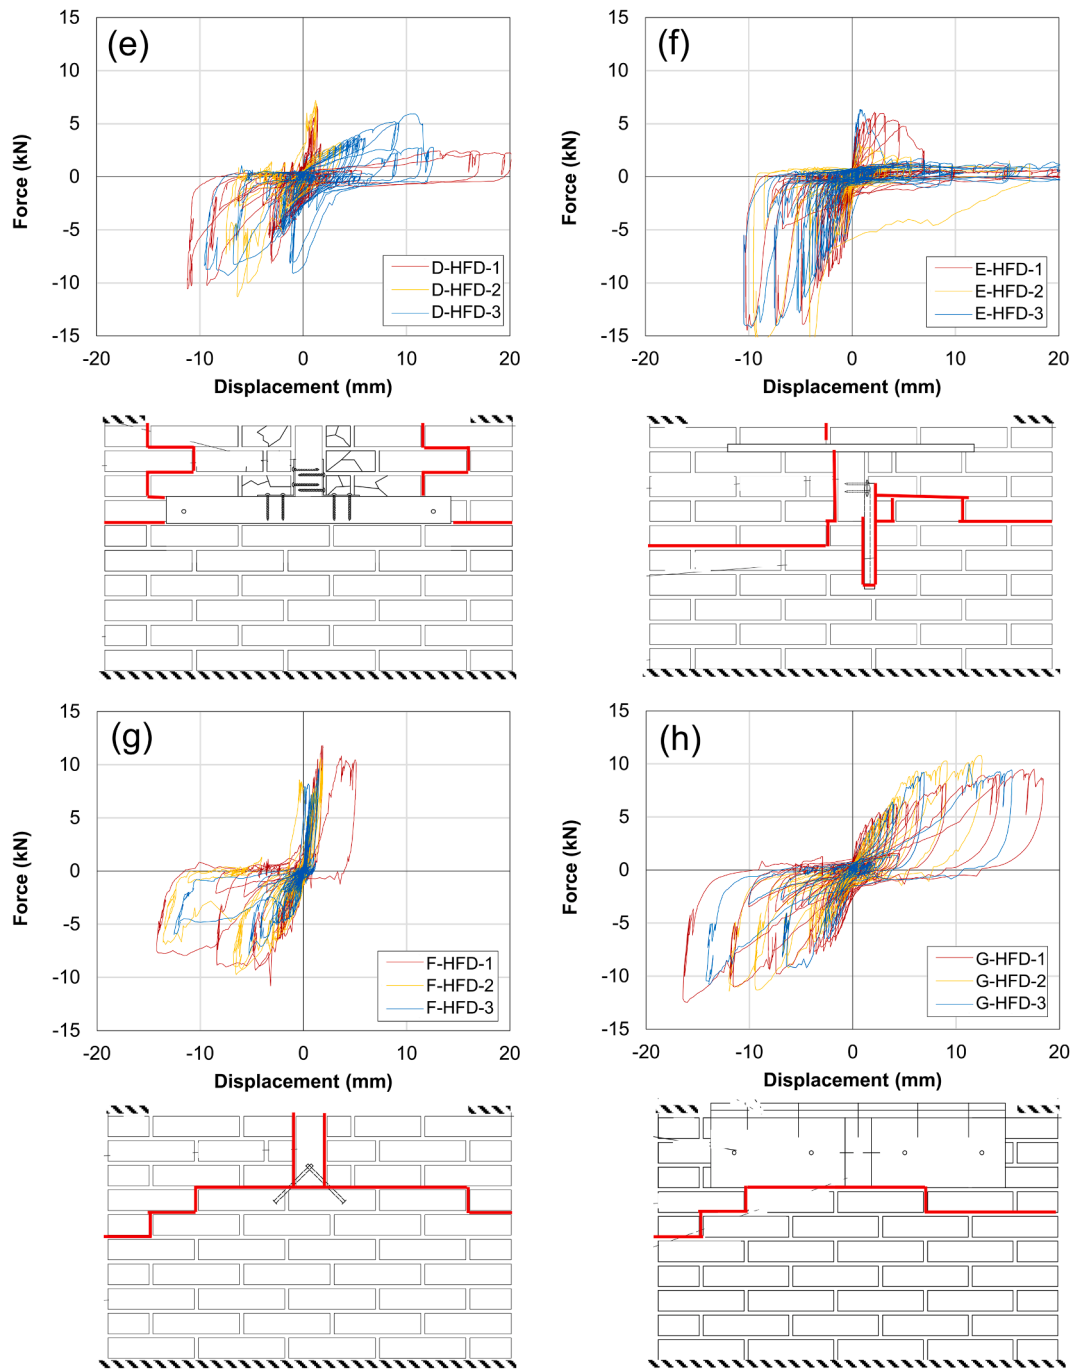 (e)
15
10
5
0
-5
-10
-15
Force (kN)
D-HFD-1
D-HFD-2
D-HFD-3
-20
-10
0
10
20
Displacement (mm)
(f)
15
10
5
0
-5
-10
-15
Force (kN)
E-HFD-1
E-HFD-2
E-HFD-3
-20
-10
0
10
20
Displacement (mm)
(g)
15
10
5
0
-5
-10
-15
Force (kN)
F-HFD-1
F-HFD-2
F-HFD-3
-20
-10
0
10
20
Displacement (mm)
(h)
15
10
5
0
-5
-10
-15
Force (kN)
G-HFD-1
G-HFD-2
G-HFD-3
-20
-10
0
10
20
Displacement (mm)